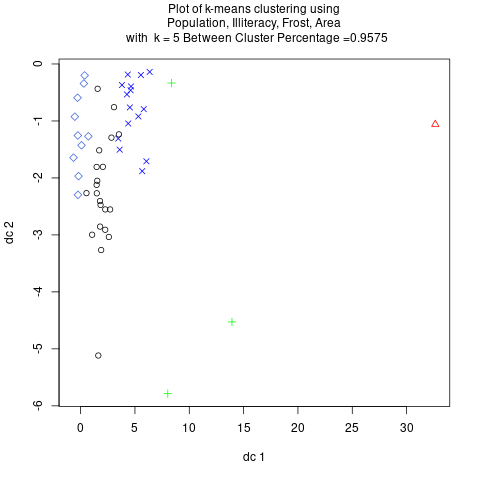 Plot of k-means clustering using
Population, Illiteracy, Frost, Area
with k = 5 Between Cluster Percentage =0.9575
0
-1
-2
-3
-4
-5
-6
dc 2
0 5 10 15 20 25 30
dc 1